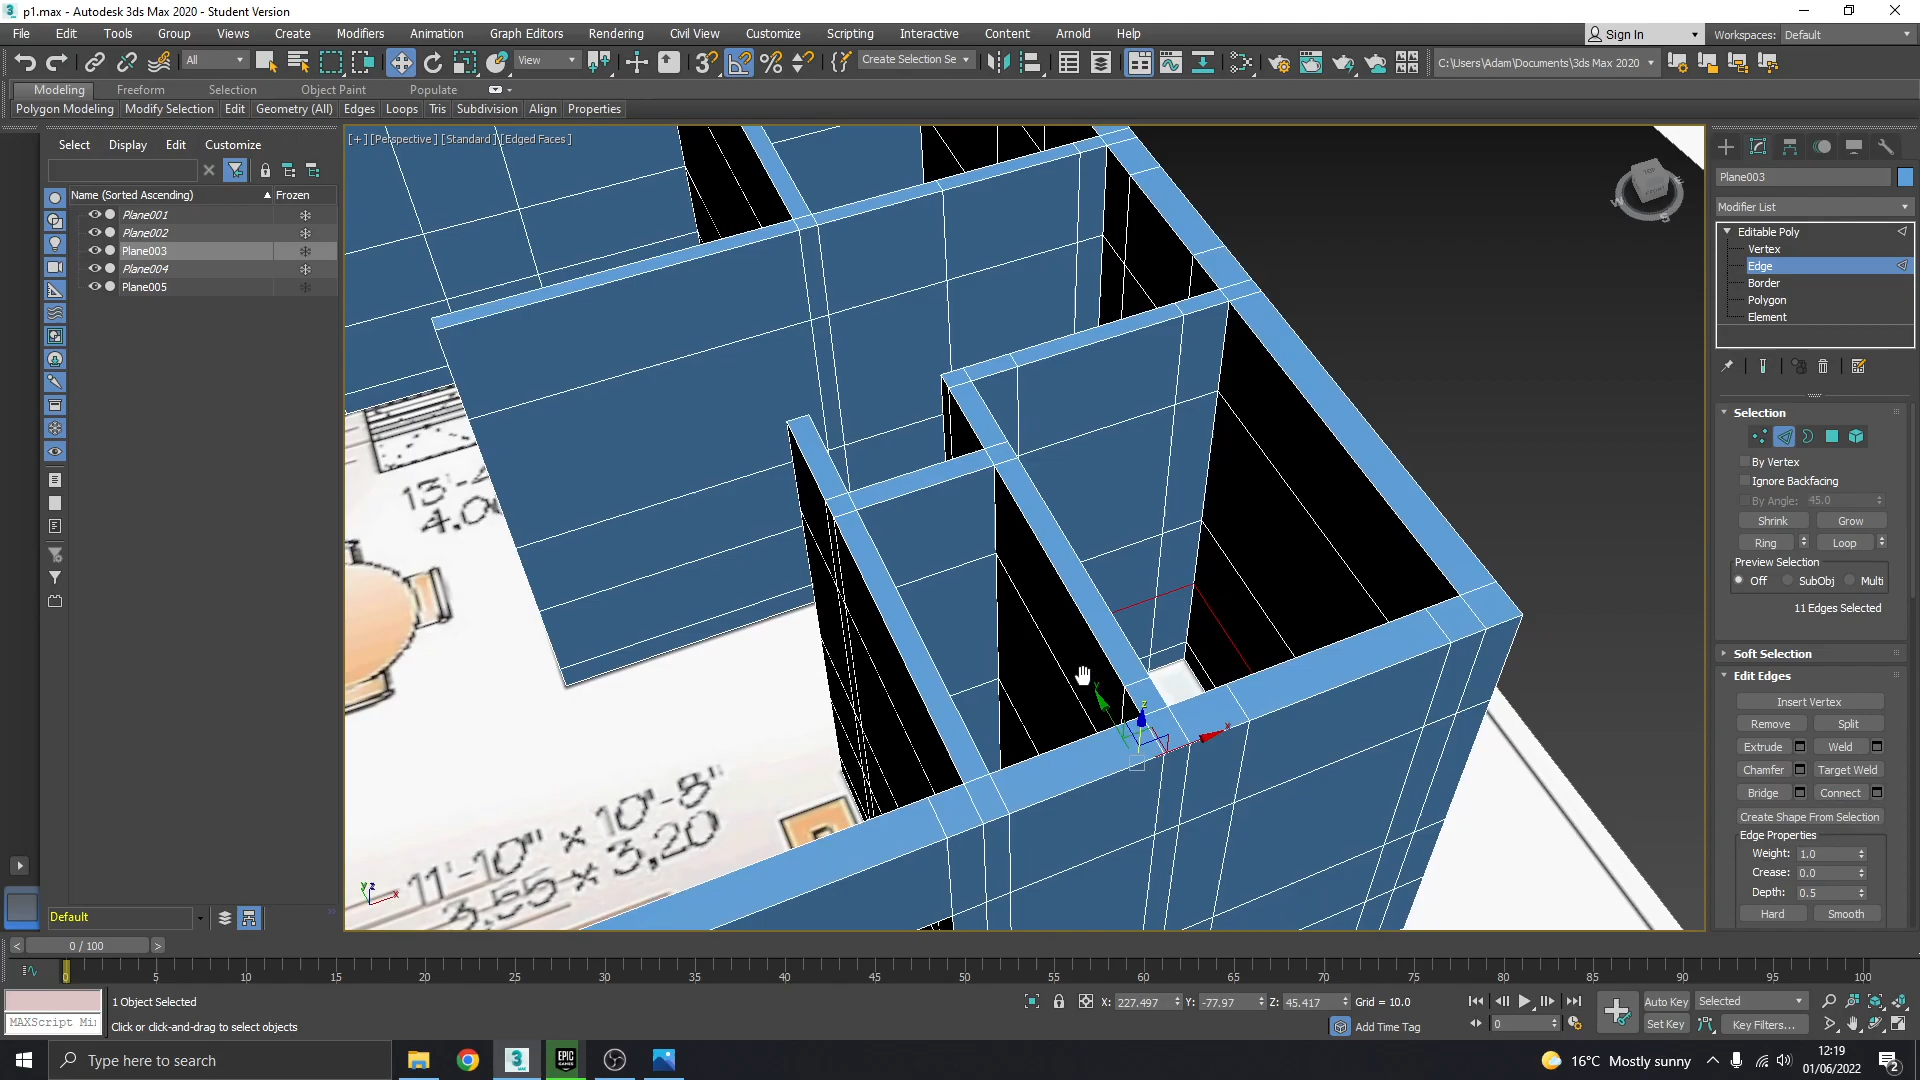 p1.max - Autodesk 3ds Max 2020 - Student Version
File Edit Tools Group Views Create Modifiers Animation Graph Editors Rendering Civil View Customize Scripting Interactive Content Arnold Help
Sign In Workspaces: Default
All View Create Selection Se C:\Users\Adam\Documents\3ds Max 2020
Modeling Freeform Selection Object Paint Populate
Polygon Modeling Modify Selection Edit Geometry (All) Edges Loops Tris Subdivision Align Properties
Select Display Edit Customize
[+] [Perspective] [Standard] [Edged Faces]
Name (Sorted Ascending) Frozen
Plane001
Plane002
Plane003
Plane004
Plane005
Plane003
Modifier List
Editable Poly
Vertex
Edge
Border
Polygon
Element
Selection
By Vertex
Ignore Backfacing
By Angle: 45.0
Shrink Grow
Ring Loop
Preview Selection
Off SubObj Multi
11 Edges Selected
Soft Selection
Edit Edges
Insert Vertex
Remove Split
Extrude Weld
Chamfer Target Weld
Bridge Connect
Create Shape From Selection
Edge Properties
Weight: 1.0
Crease: 0.0
Depth: 0.5
Hard Smooth
11'-10" x 10'-8"
3,55 x 3,20
Default
0 / 100
0 5 10 15 20 25 30 35 40 45 50 55 60 65 70 75 80 85 90 95 100
1 Object Selected
X: 227.497 Y: -77.97 Z: 45.417 Grid = 10.0
Auto Key Selected
MAXScript Mi
Click or click-and-drag to select objects
Add Time Tag
0
Set Key Key Filters...
Type here to search
16°C Mostly sunny
12:19
01/06/2022
2